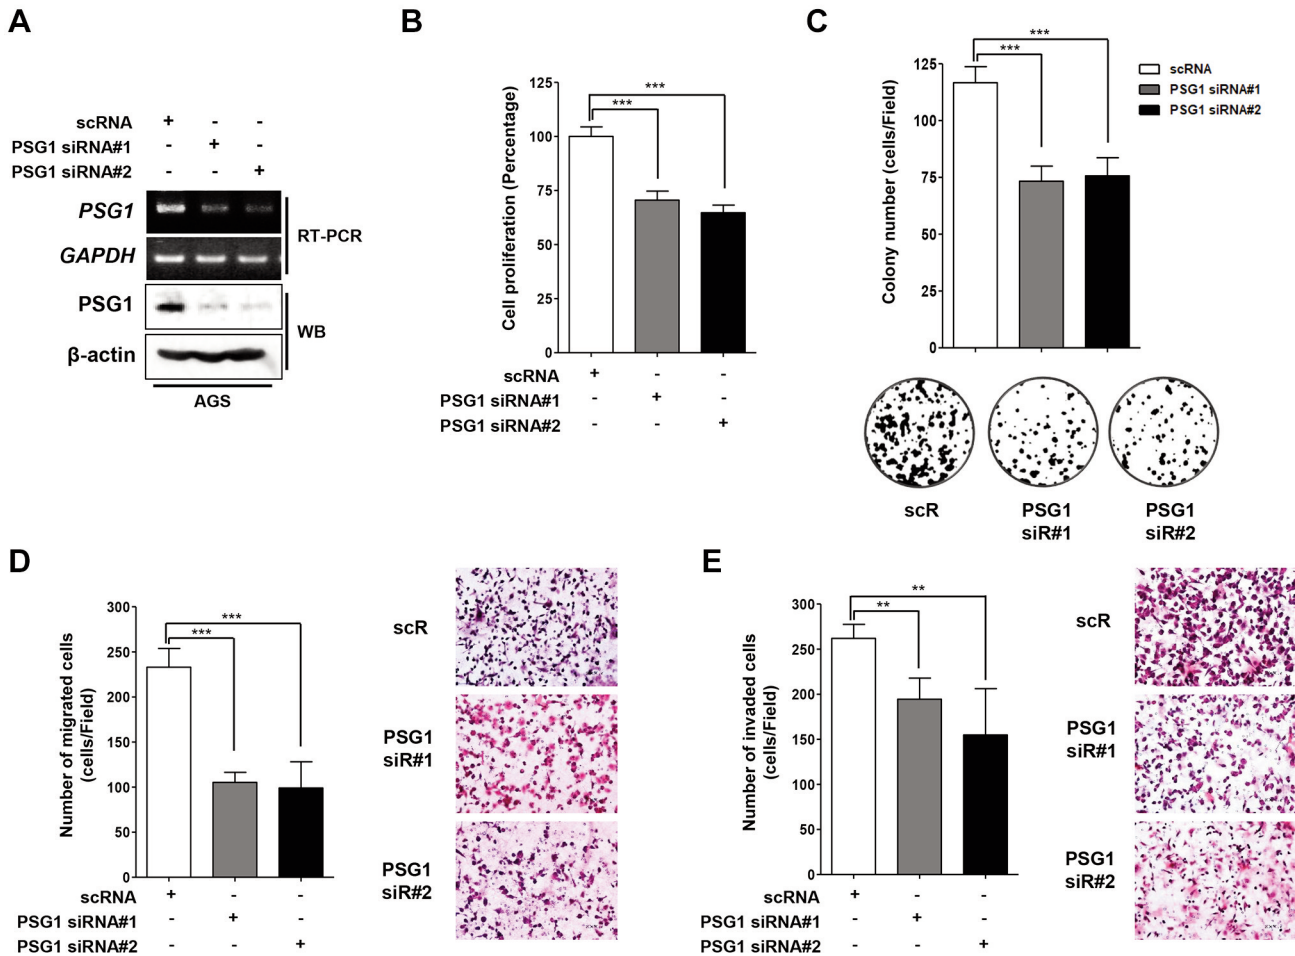 A
scRNA + - -
PSG1 siRNA#1 - + -
PSG1 siRNA#2 - - +
PSG1
GAPDH
RT-PCR
PSG1
β-actin
WB
AGS
B
Cell proliferation (Percentage)
125
100
75
50
25
0
***
***
scRNA + - -
PSG1 siRNA#1 - + -
PSG1 siRNA#2 - - +
C
Colony number (cells/Field)
125
100
75
50
25
0
***
***
scRNA
PSG1 siRNA#1
PSG1 siRNA#2
scR
PSG1
siR#1
PSG1
siR#2
D
Number of migrated cells
(cells/Field)
300
250
200
150
100
50
0
***
***
scRNA + - -
PSG1 siRNA#1 - + -
PSG1 siRNA#2 - - +
scR
PSG1
siR#1
PSG1
siR#2
E
Number of invaded cells
(cells/Field)
300
250
200
150
100
50
0
**
**
scRNA + - -
PSG1 siRNA#1 - + -
PSG1 siRNA#2 - - +
scR
PSG1
siR#1
PSG1
siR#2